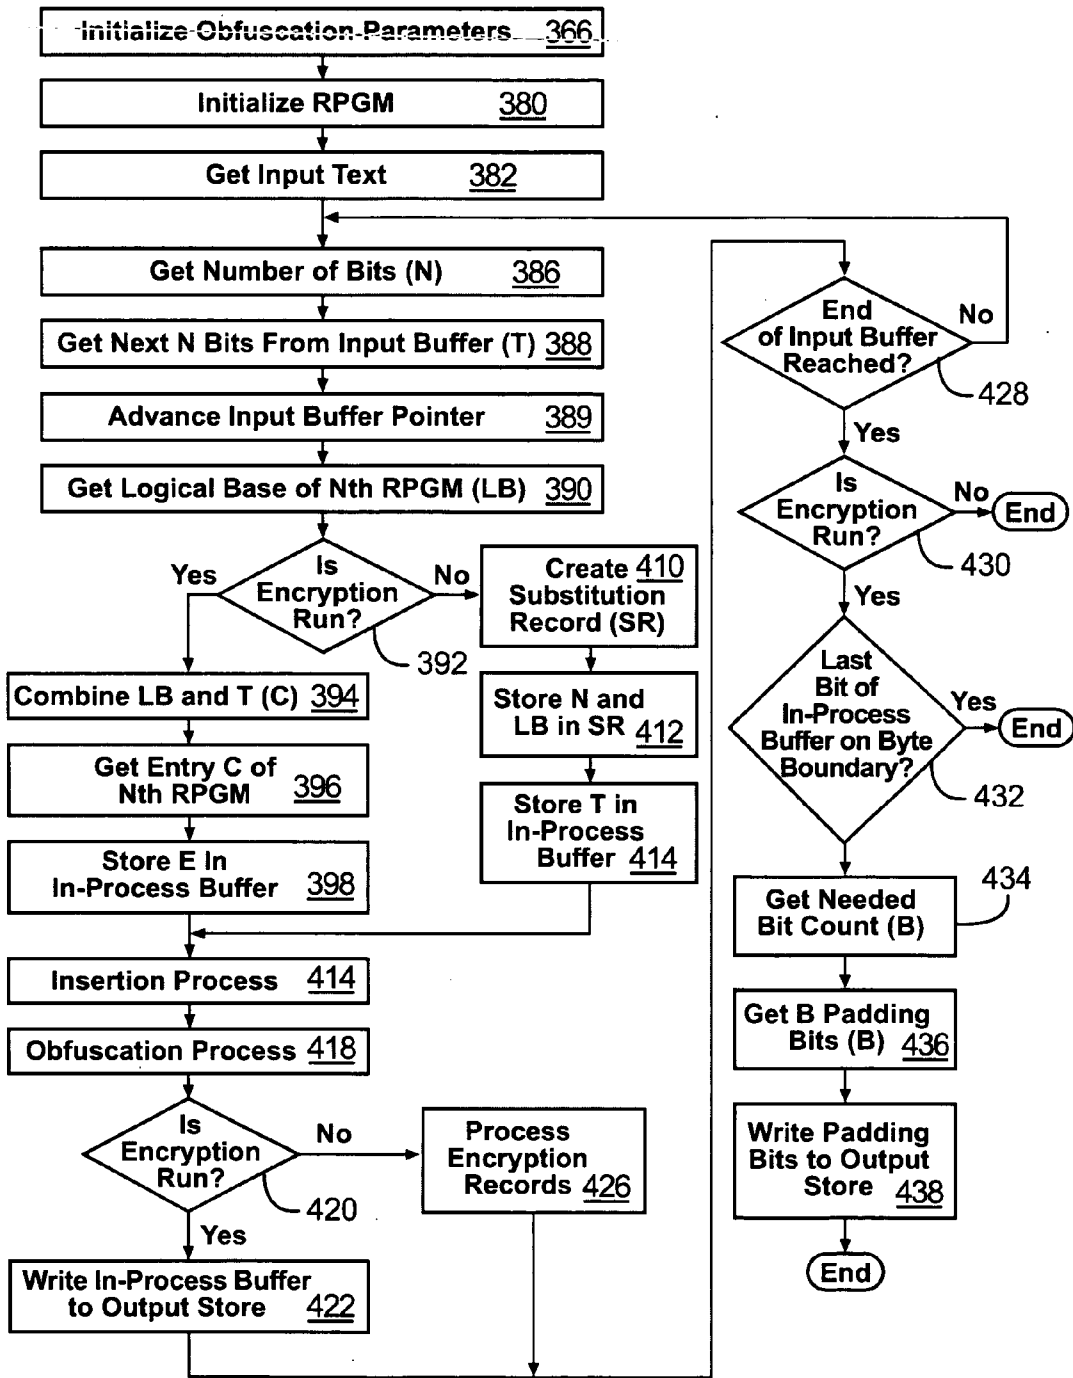 Initialize Obfuscation Parameters 366
Initialize RPGM 380
Get Input Text 382
Get Number of Bits (N) 386
Get Next N Bits From Input Buffer (T) 388
Advance Input Buffer Pointer 389
Get Logical Base of Nth RPGM (LB) 390
Is
Encryption
Run?
Yes
No
392
Create 410
Substitution
Record (SR)
Combine LB and T (C) 394
Store N and
LB in SR 412
Get Entry C of
Nth RPGM 396
Store T in
In-Process
Buffer 414
Store E In
In-Process Buffer 398
Insertion Process 414
Obfuscation Process 418
Is
Encryption
Run?
No
Yes
420
Process
Encryption
Records 426
Write In-Process Buffer
to Output Store 422
End
of Input Buffer
Reached?
No
428
Yes
Is
Encryption
Run?
No
End
430
Yes
Last
Bit of
In-Process
Buffer on Byte
Boundary?
Yes
End
432
434
Get Needed
Bit Count (B)
Get B Padding
Bits (B) 436
Write Padding
Bits to Output
Store 438
End